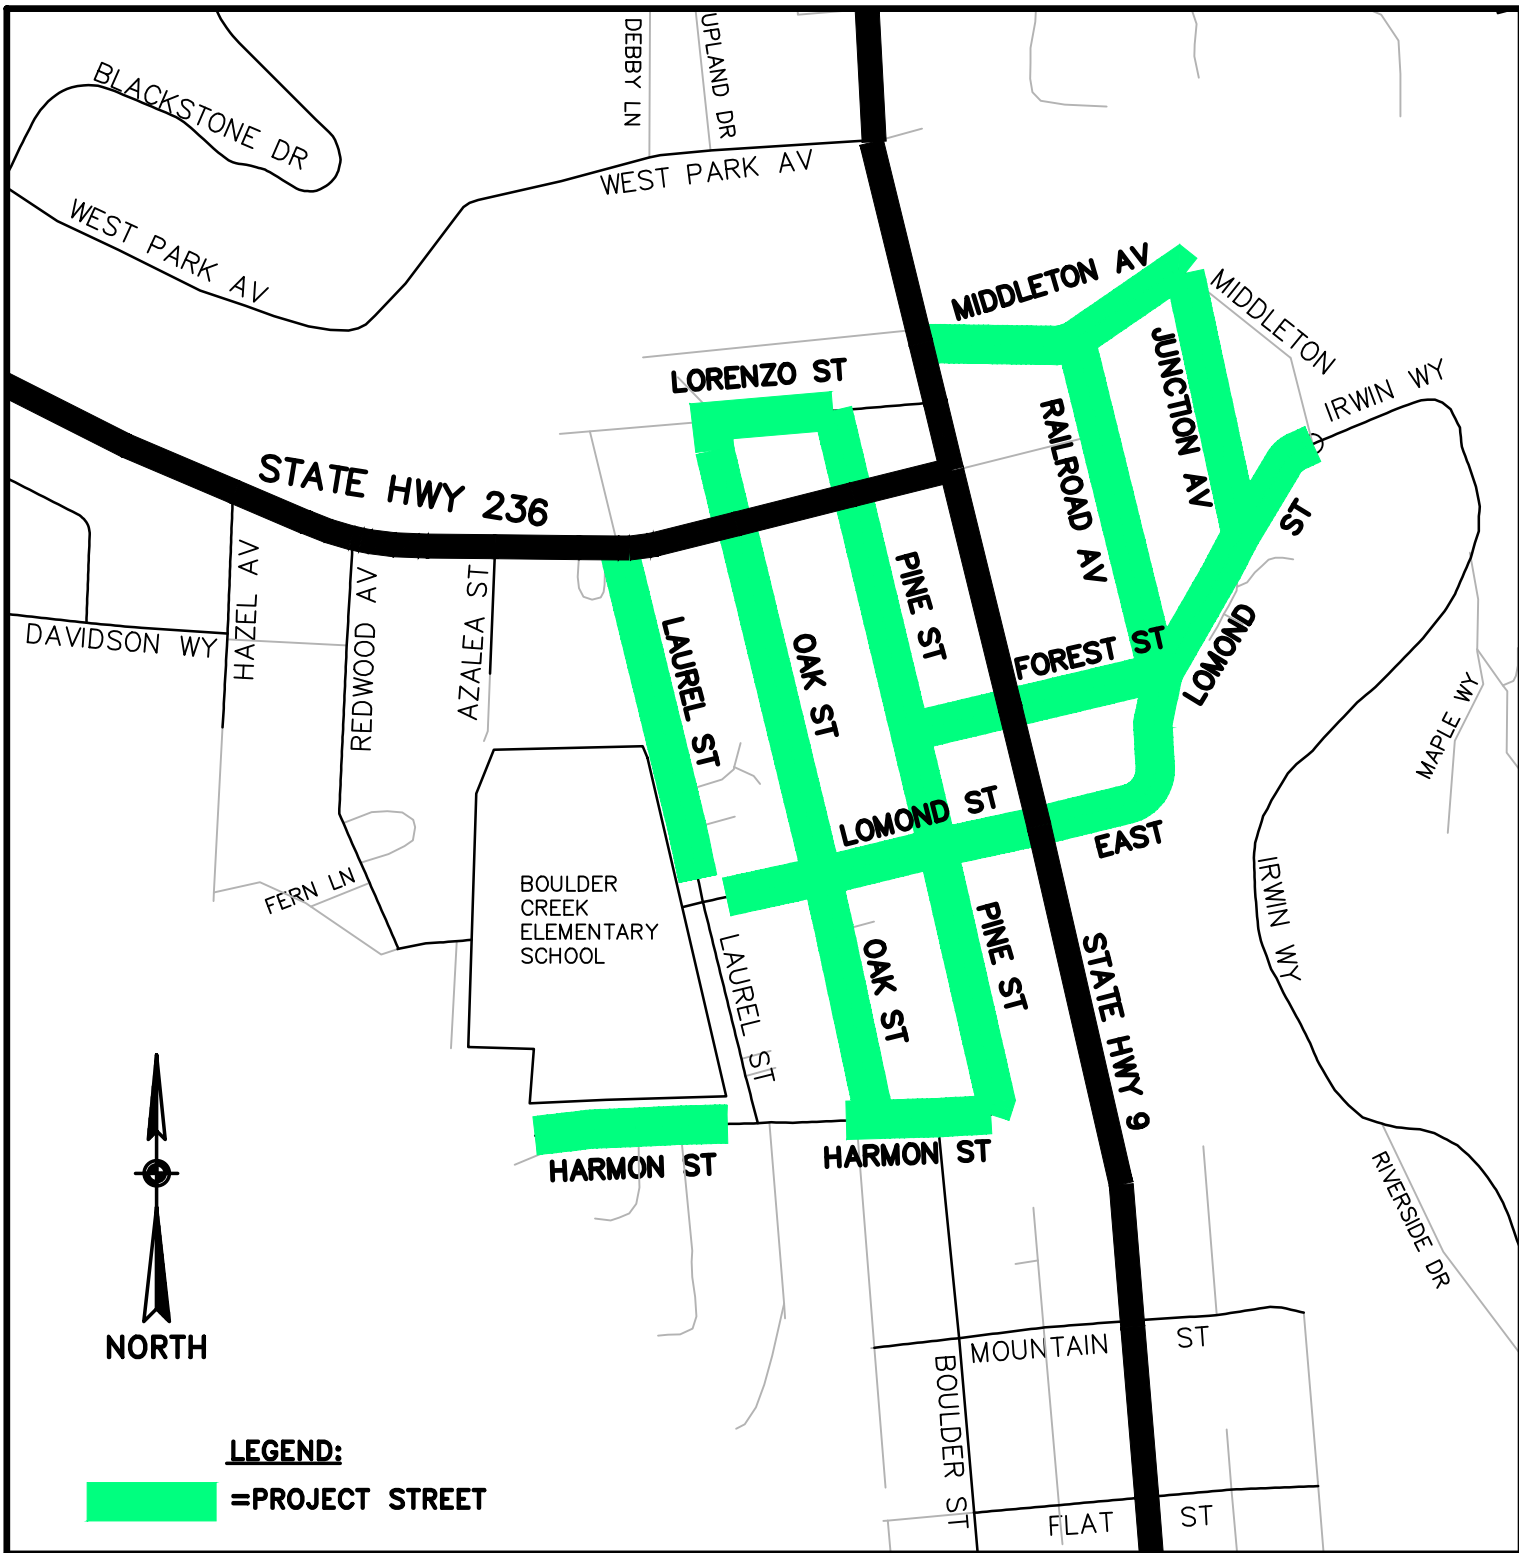 DEBBY LN
UPLAND DR
BLACKSTONE DR
WEST PARK AV
WEST PARK AV
MIDDLETON AV
MIDDLETON
JUNCTION AV
IRWIN WY
LORENZO ST
RAILROAD AV
STATE HWY 236
ST
HAZEL AV
REDWOOD AV
AZALEA ST
DAVIDSON WY
LAUREL ST
OAK ST
PINE ST
FOREST ST
LOMOND
MAPLE WY
LOMOND ST
EAST
FERN LN
BOULDER
CREEK
ELEMENTARY
SCHOOL
LAUREL ST
OAK ST
PINE ST
STATE HWY 9
IRWIN WY
HARMON ST
HARMON ST
RIVERSIDE DR
NORTH
MOUNTAIN ST
BOULDER ST
LEGEND:
=PROJECT STREET
FLAT ST